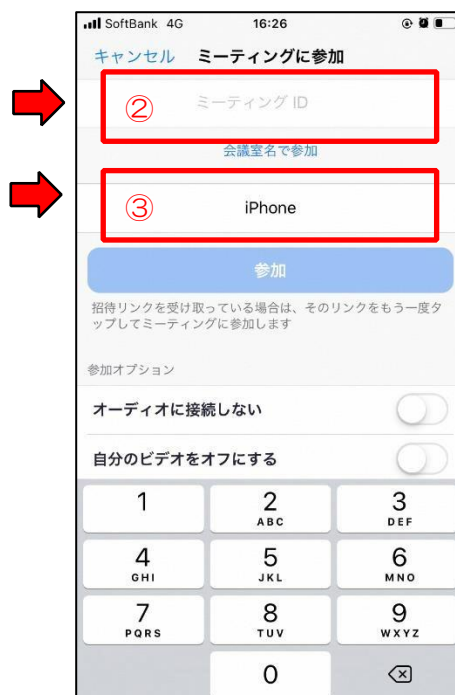 SoftBank 4G 16:26
キャンセル ミーティングに参加
② ミーティング ID
会議室名で参加
③ iPhone
参加
招待リンクを受け取っている場合は、そのリンクをもう一度タ
ップしてミーティングに参加します
参加オプション
オーディオに接続しない
自分のビデオをオフにする
1 2 3
ABC DEF
4 5 6
GHI JKL MNO
7 8 9
PQRS TUV WXYZ
0